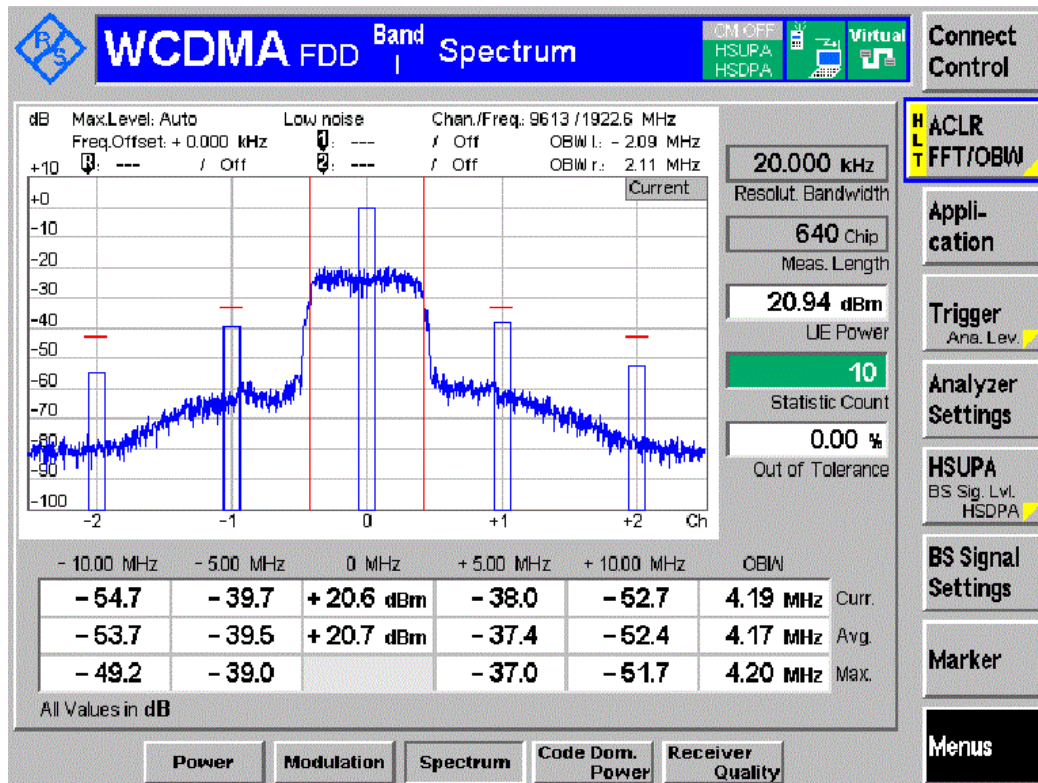 R S
WCDMA FDD Band I Spectrum
CM OFF
HSUPA
HSDPA
Virtual
Connect Control
dB Max.Level: Auto Low noise Chan./Freq.: 9613 /1922.6 MHz
Freq.Offset: + 0.000 kHz 1: --- / Off OBW l.: - 2.09 MHz
R: --- / Off 2: --- / Off OBW r.: 2.11 MHz
Current
+10
+0
-10
-20
-30
-40
-50
-60
-70
-80
-90
-100
-2 -1 0 +1 +2 Ch
20.000 kHz
Resolut. Bandwidth
640 Chip
Meas. Length
20.94 dBm
UE Power
10
Statistic Count
0.00 %
Out of Tolerance
- 10.00 MHz - 5.00 MHz 0 MHz + 5.00 MHz + 10.00 MHz OBW
- 54.7 - 39.7 + 20.6 dBm - 38.0 - 52.7 4.19 MHz Curr.
- 53.7 - 39.5 + 20.7 dBm - 37.4 - 52.4 4.17 MHz Avg.
- 49.2 - 39.0 - 37.0 - 51.7 4.20 MHz Max.
All Values in dB
HLT
ACLR
FFT/OBW
Appli-
cation
Trigger
Ana. Lev.
Analyzer
Settings
HSUPA
BS Sig. Lvl.
HSDPA
BS Signal
Settings
Marker
Menus
Power
Modulation
Spectrum
Code Dom.
Power
Receiver
Quality